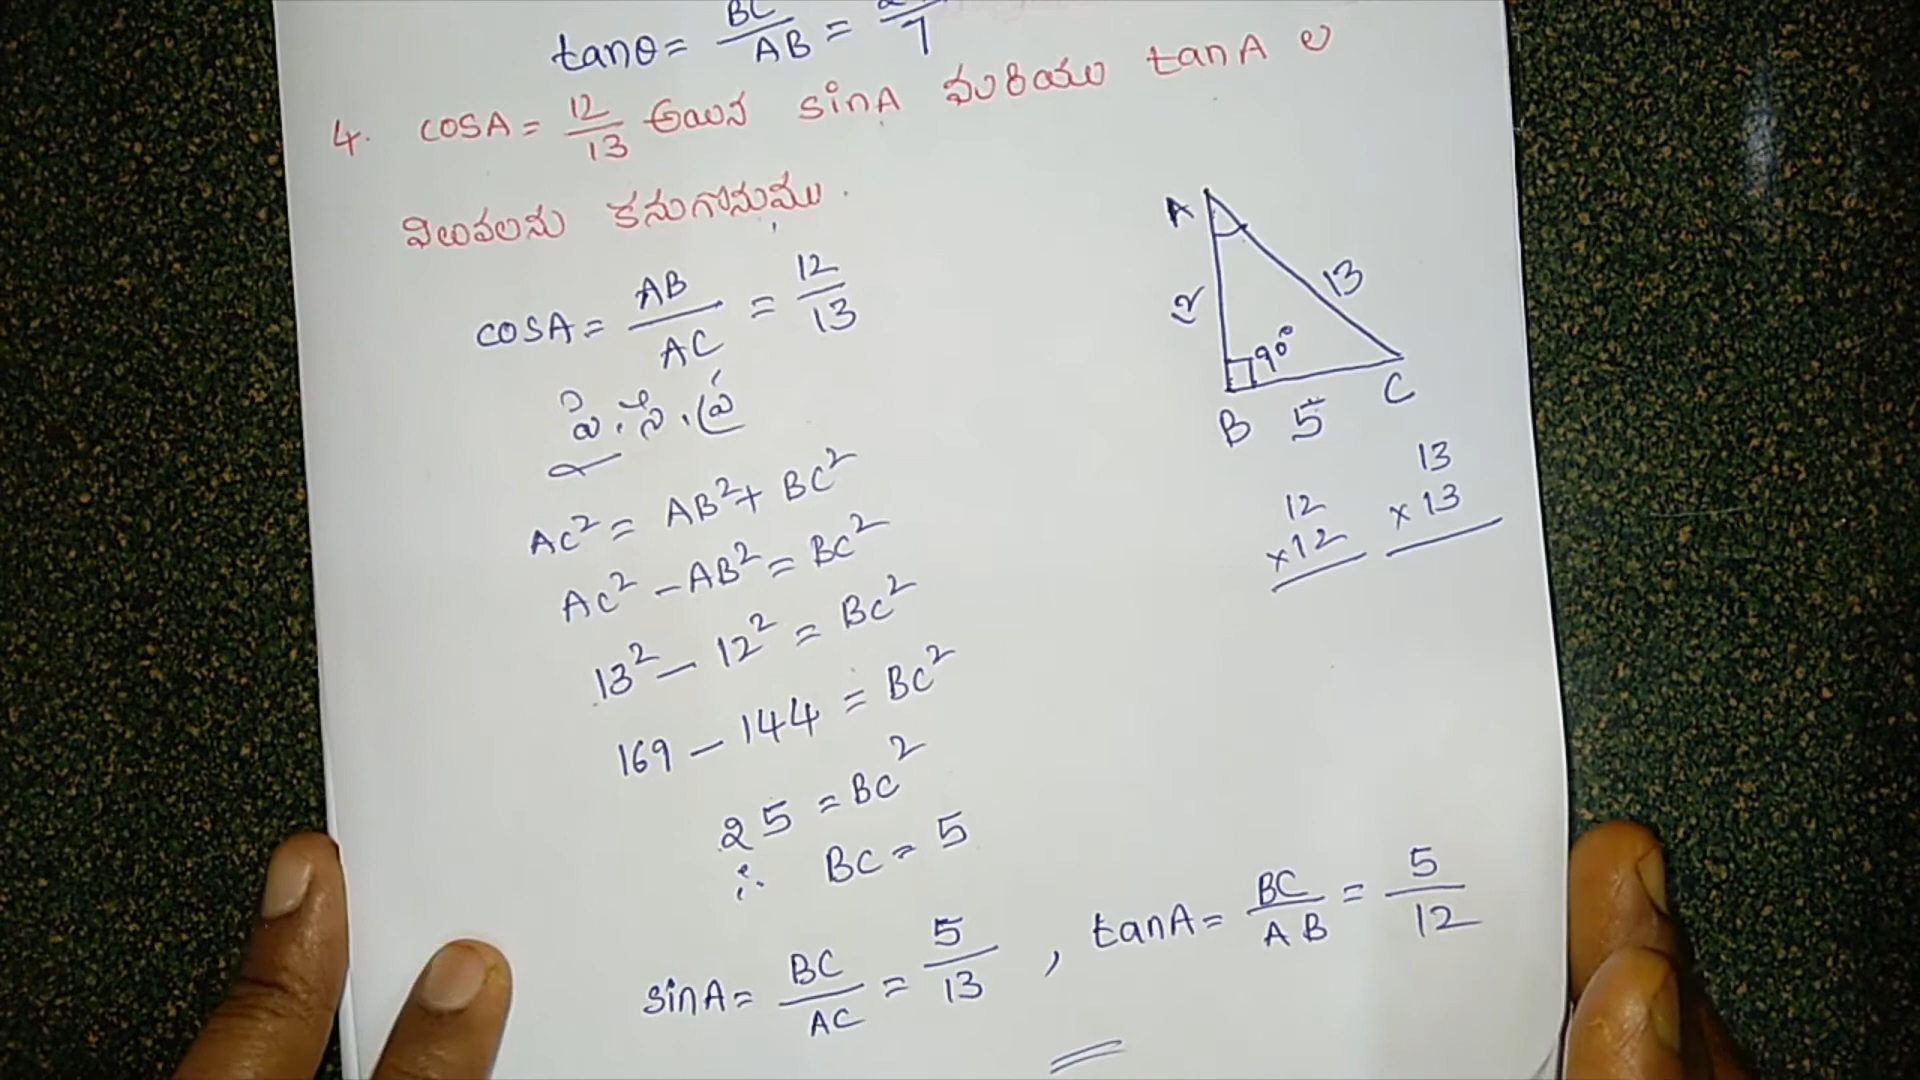 tanθ = BC/AB = /7
4. cosA = 12/13 అయిన sinA మరియు tanA ల
విలువలను కనుగొనుము.
cosA = AB/AC = 12/13
పై.సి.ప్ర
AC² = AB² + BC²
AC² - AB² = BC²
13² - 12² = BC²
169 - 144 = BC²
25 = BC²
∴ BC = 5
sinA = BC/AC = 5/13 , tanA = BC/AB = 5/12
A
12
13
90°
B 5 C
12
×12
13
×13